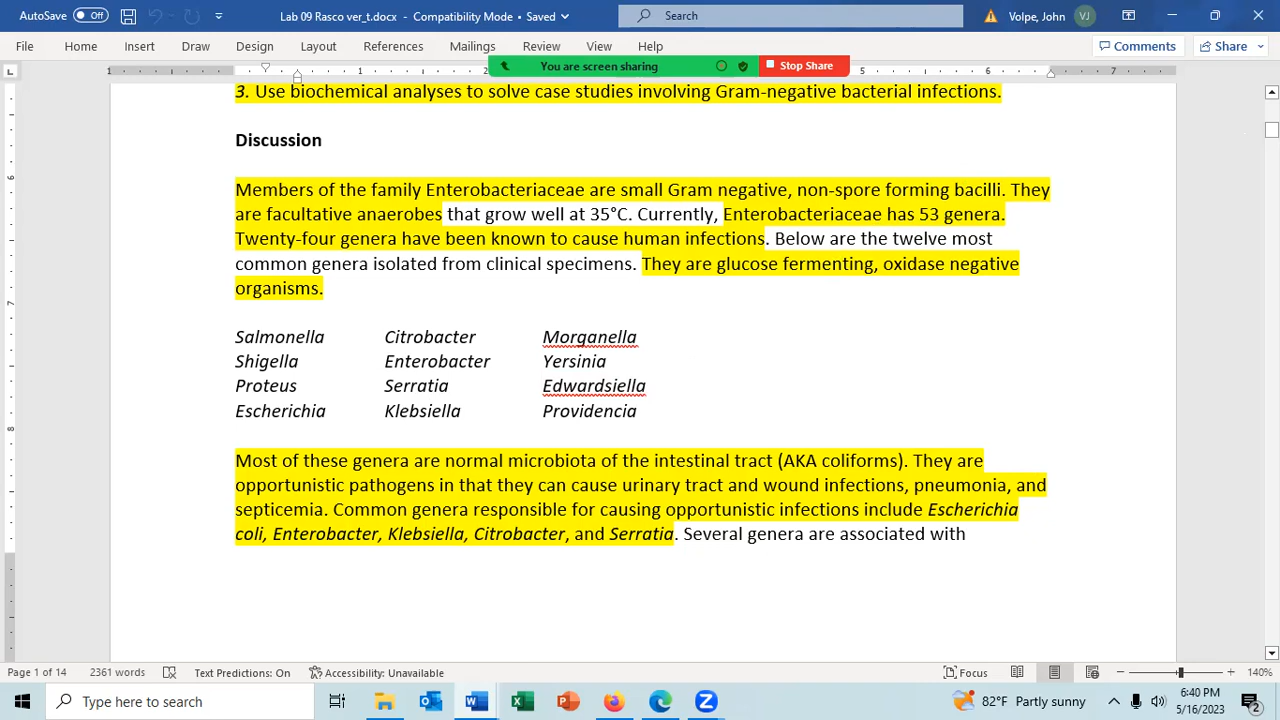 AutoSave Off Lab 09 Rasco ver_t.docx - Compatibility Mode • Saved Search Volpe, John VJ
File Home Insert Draw Design Layout References Mailings Review View Help Comments Share
You are screen sharing Stop Share
1 1 2 5 6 7
3. Use biochemical analyses to solve case studies involving Gram-negative bacterial infections.
Discussion
Members of the family Enterobacteriaceae are small Gram negative, non-spore forming bacilli. They
are facultative anaerobes that grow well at 35°C. Currently, Enterobacteriaceae has 53 genera.
Twenty-four genera have been known to cause human infections. Below are the twelve most
common genera isolated from clinical specimens. They are glucose fermenting, oxidase negative
organisms.
Salmonella Citrobacter Morganella
Shigella Enterobacter Yersinia
Proteus Serratia Edwardsiella
Escherichia Klebsiella Providencia
Most of these genera are normal microbiota of the intestinal tract (AKA coliforms). They are
opportunistic pathogens in that they can cause urinary tract and wound infections, pneumonia, and
septicemia. Common genera responsible for causing opportunistic infections include Escherichia
coli, Enterobacter, Klebsiella, Citrobacter, and Serratia. Several genera are associated with
6
7
8
Page 1 of 14 2361 words Text Predictions: On Accessibility: Unavailable Focus 140%
Type here to search 82°F Partly sunny 6:40 PM
5/16/2023 2